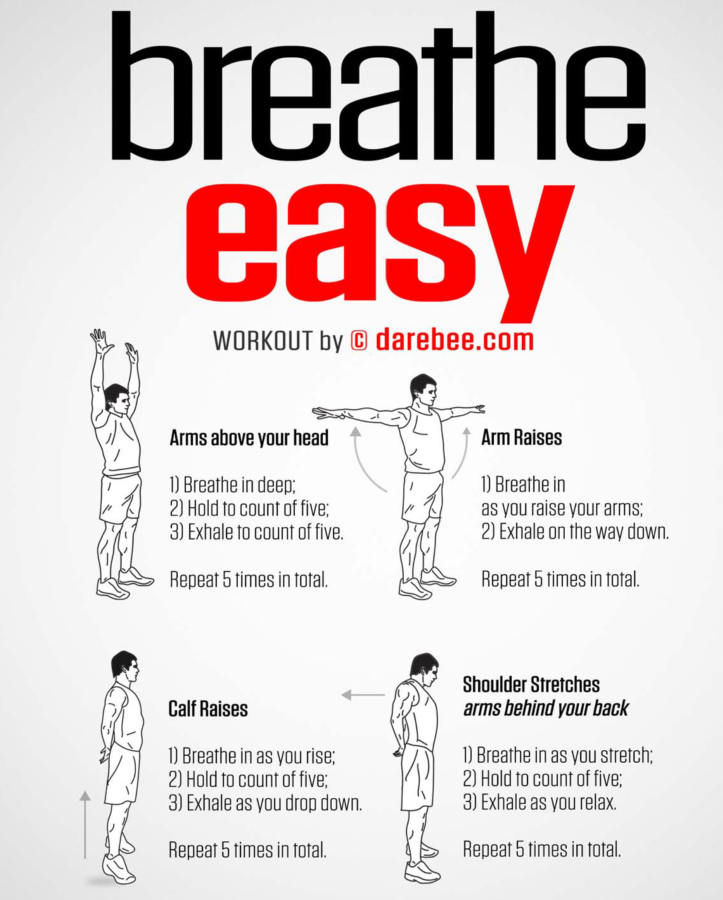 breathe
easy
WORKOUT by © darebee.com
Arms above your head
1) Breathe in deep;
2) Hold to count of five;
3) Exhale to count of five.
Repeat 5 times in total.
Arm Raises
1) Breathe in
as you raise your arms;
2) Exhale on the way down.
Repeat 5 times in total.
Calf Raises
1) Breathe in as you rise;
2) Hold to count of five;
3) Exhale as you drop down.
Repeat 5 times in total.
Shoulder Stretches
arms behind your back
1) Breathe in as you stretch;
2) Hold to count of five;
3) Exhale as you relax.
Repeat 5 times in total.